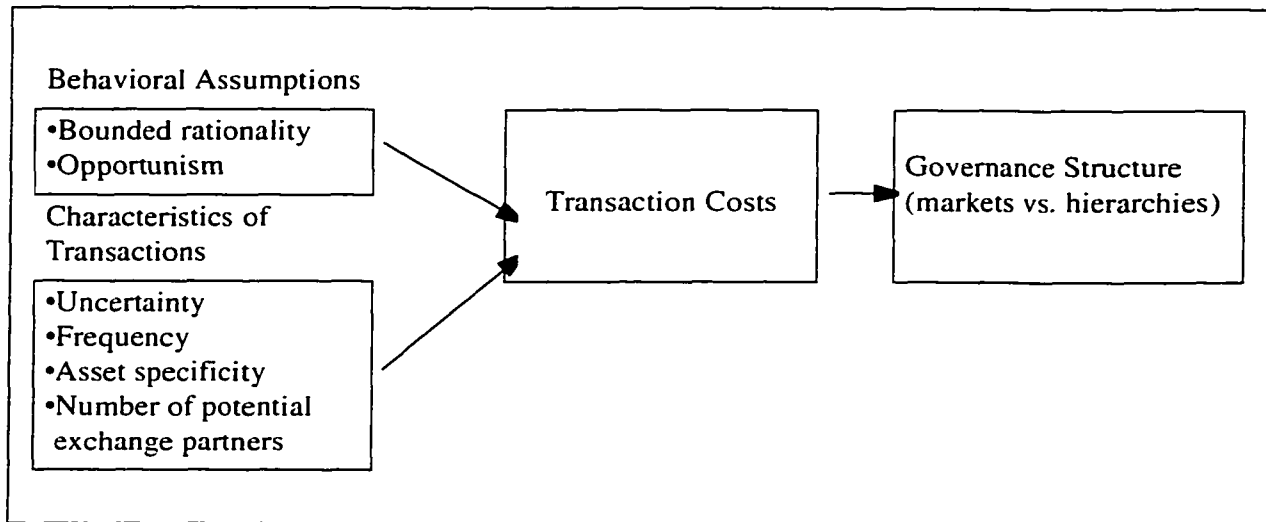 Behavioral Assumptions
•Bounded rationality
•Opportunism
Characteristics of
Transactions
•Uncertainty
•Frequency
•Asset specificity
•Number of potential
exchange partners
Transaction Costs
Governance Structure
(markets vs. hierarchies)